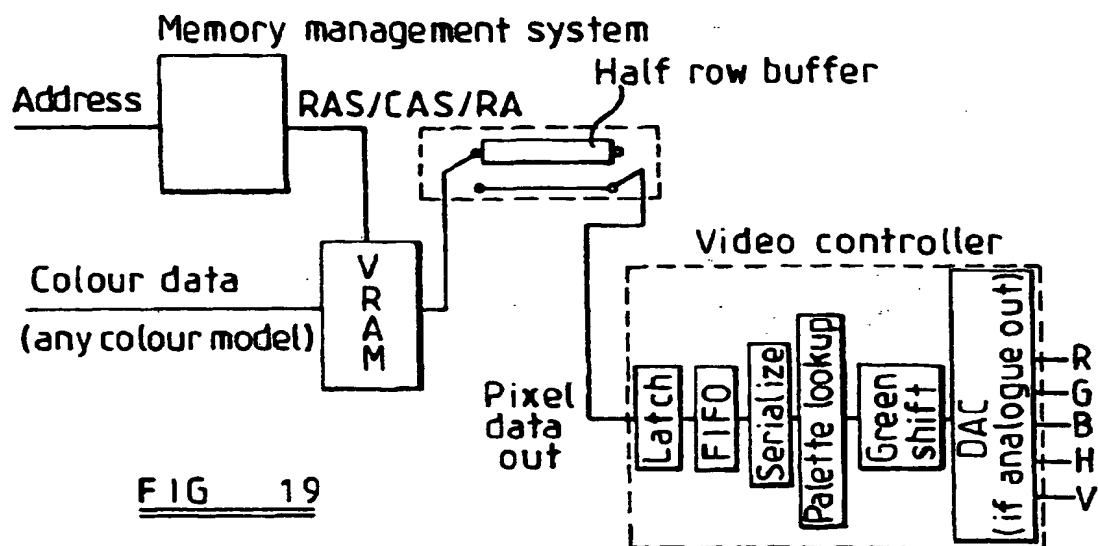 Memory management system
Half row buffer
Address
RAS/CAS/RA
Video controller
VRAM
Colour data
(any colour model)
Pixel
data
out
Latch
FIFO
Serialize
Palette lookup
Green
shift
DAC
(if analogue out)
R
G
B
H
V
FIG 19